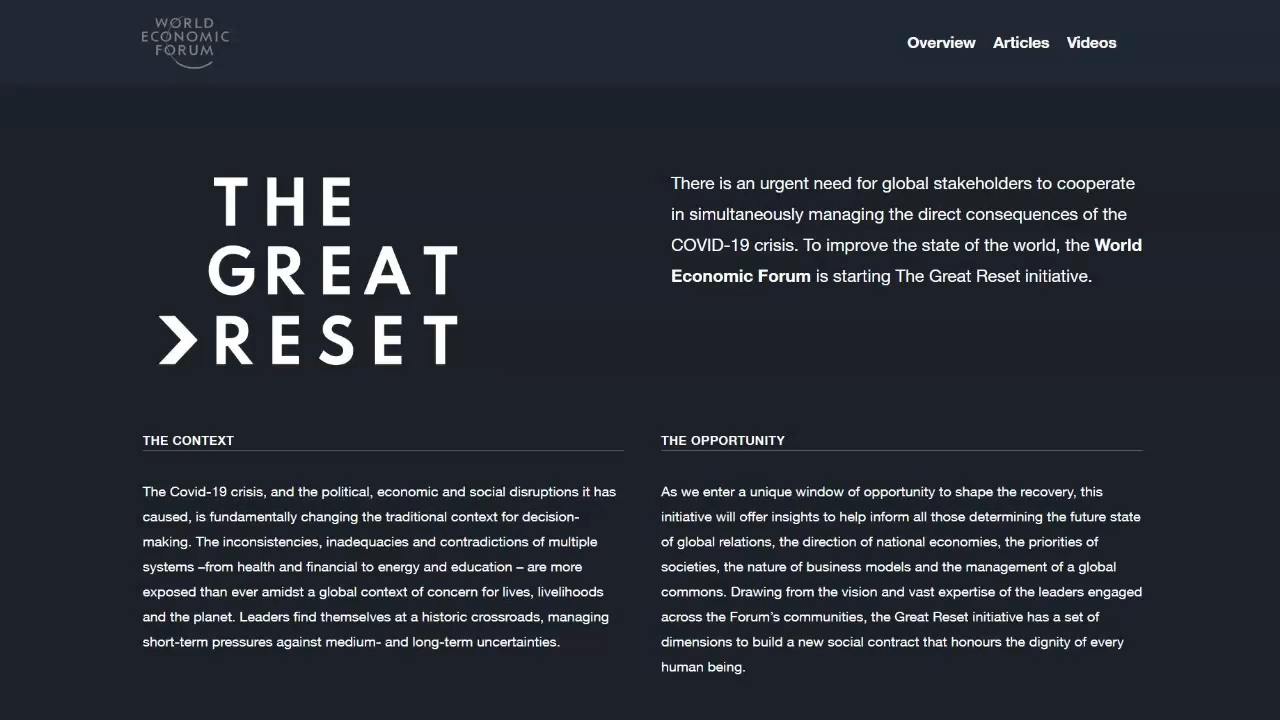 WORLD
ECONOMIC
FORUM
Overview Articles Videos
THE
GREAT
RESET
There is an urgent need for global stakeholders to cooperate
in simultaneously managing the direct consequences of the
COVID-19 crisis. To improve the state of the world, the World
Economic Forum is starting The Great Reset initiative.
THE CONTEXT
The Covid-19 crisis, and the political, economic and social disruptions it has
caused, is fundamentally changing the traditional context for decision-
making. The inconsistencies, inadequacies and contradictions of multiple
systems –from health and financial to energy and education – are more
exposed than ever amidst a global context of concern for lives, livelihoods
and the planet. Leaders find themselves at a historic crossroads, managing
short-term pressures against medium- and long-term uncertainties.
THE OPPORTUNITY
As we enter a unique window of opportunity to shape the recovery, this
initiative will offer insights to help inform all those determining the future state
of global relations, the direction of national economies, the priorities of
societies, the nature of business models and the management of a global
commons. Drawing from the vision and vast expertise of the leaders engaged
across the Forum’s communities, the Great Reset initiative has a set of
dimensions to build a new social contract that honours the dignity of every
human being.